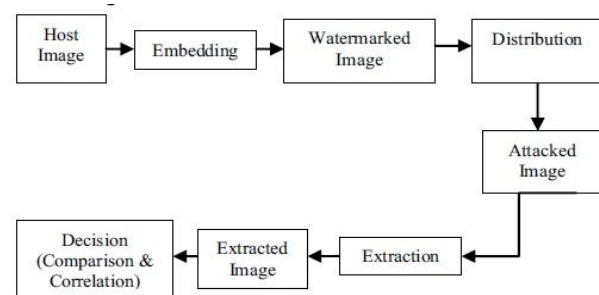 Host
Image
Embedding
Watermarked
Image
Distribution
Attacked
Image
Decision
(Comparison &
Correlation)
Extracted
Image
Extraction